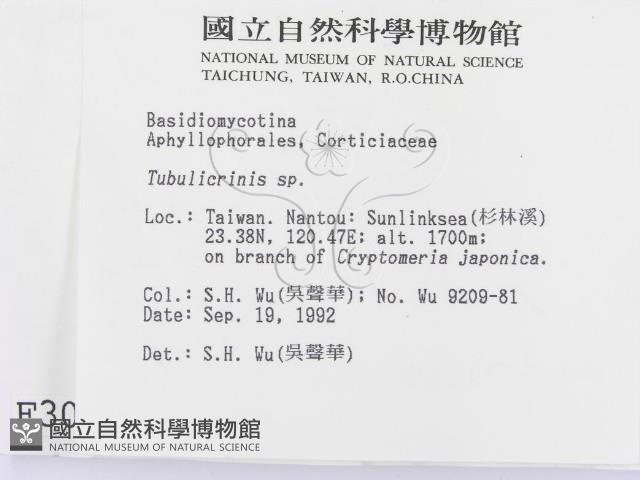 國立自然科學博物館
NATIONAL MUSEUM OF NATURAL SCIENCE
TAICHUNG, TAIWAN, R.O.CHINA
Basidiomycotina
Aphyllophorales, Corticiaceae
Tubulicrinis sp.
Loc.: Taiwan. Nantou: Sunlinksea(杉林溪)
23.38N, 120.47E; alt. 1700m;
on branch of Cryptomeria japonica.
Col.: S.H. Wu(吳聲華); No. Wu 9209-81
Date: Sep. 19, 1992
Det.: S.H. Wu(吳聲華)
F30
國立自然科學博物館
NATIONAL MUSEUM OF NATURAL SCIENCE